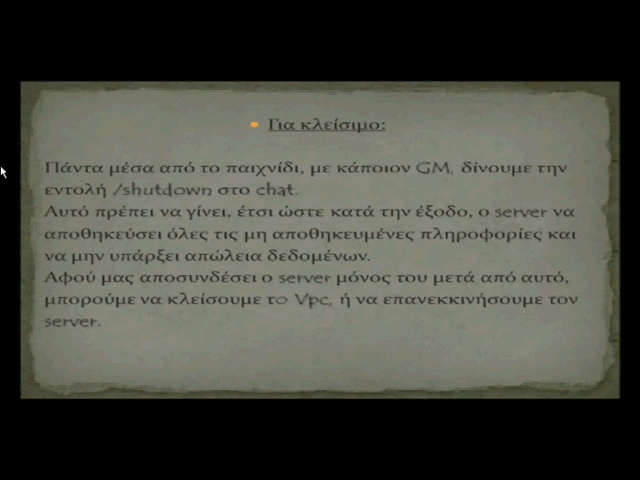 Για κλείσιμο:
Πάντα μέσα από το παιχνίδι, με κάποιον GM, δίνουμε την
εντολή /shutdown στο chat.
Αυτό πρέπει να γίνει, έτσι ώστε κατά την έξοδο, ο server να
αποθηκεύσει όλες τις μη αποθηκευμένες πληροφορίες και
να μην υπάρξει απώλεια δεδομένων.
Αφού μας αποσυνδέσει ο server μόνος του μετά από αυτό,
μπορούμε να κλείσουμε το Vpc, ή να επανεκκινήσουμε τον
server.